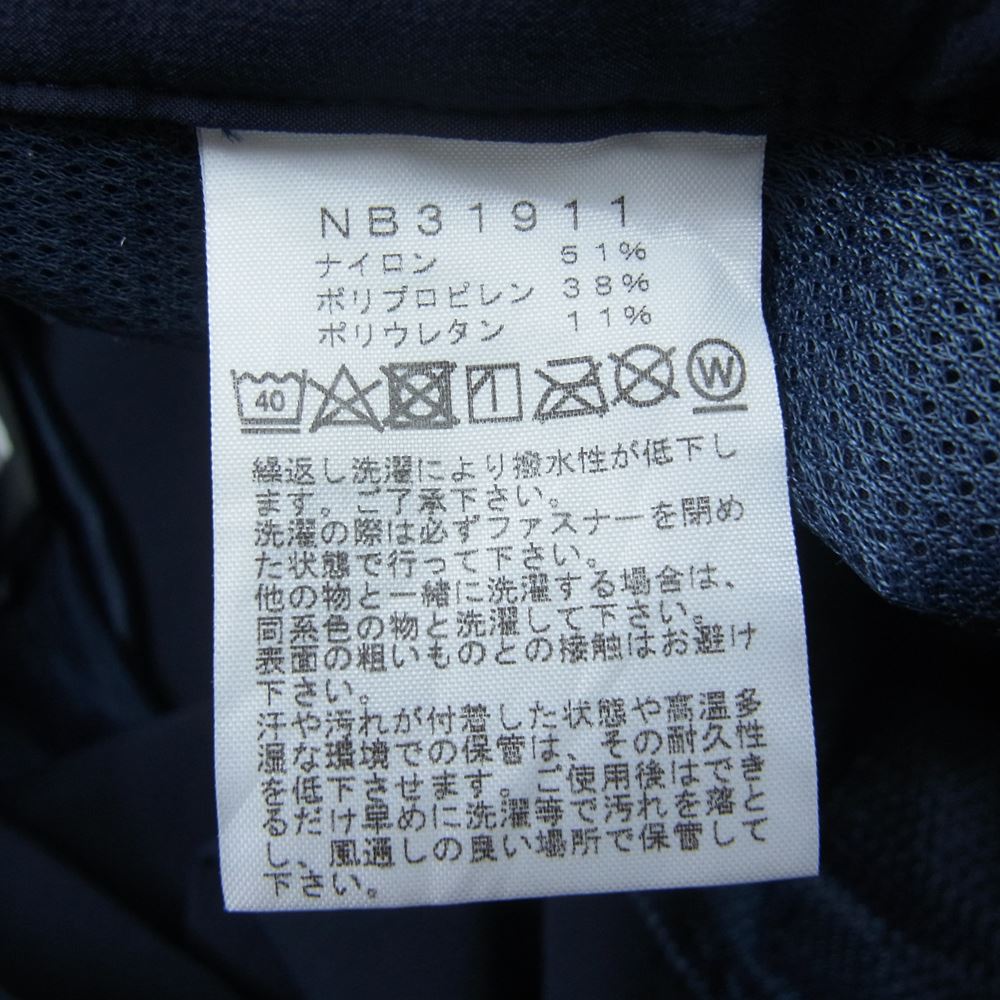 NB31911
ナイロン 51%
ポリプロピレン 38%
ポリウレタン 11%
40 W
繰返し洗濯により撥水性が低下し
ます。ご了承下さい。
洗濯の際は必ずファスナーを閉め
た状態で行って下さい。
他の物と一緒に洗濯する場合は、
同系色の物と洗濯して下さい。
表面の粗いものとの接触はお避け
下さい。
汗や汚れが付着した状態や高温多
湿な環境での保管は、その耐久性
を低下させます。ご使用後はできる
だけ早めに洗濯等で汚れを落とし、
風通しの良い場所で保管して
下さい。